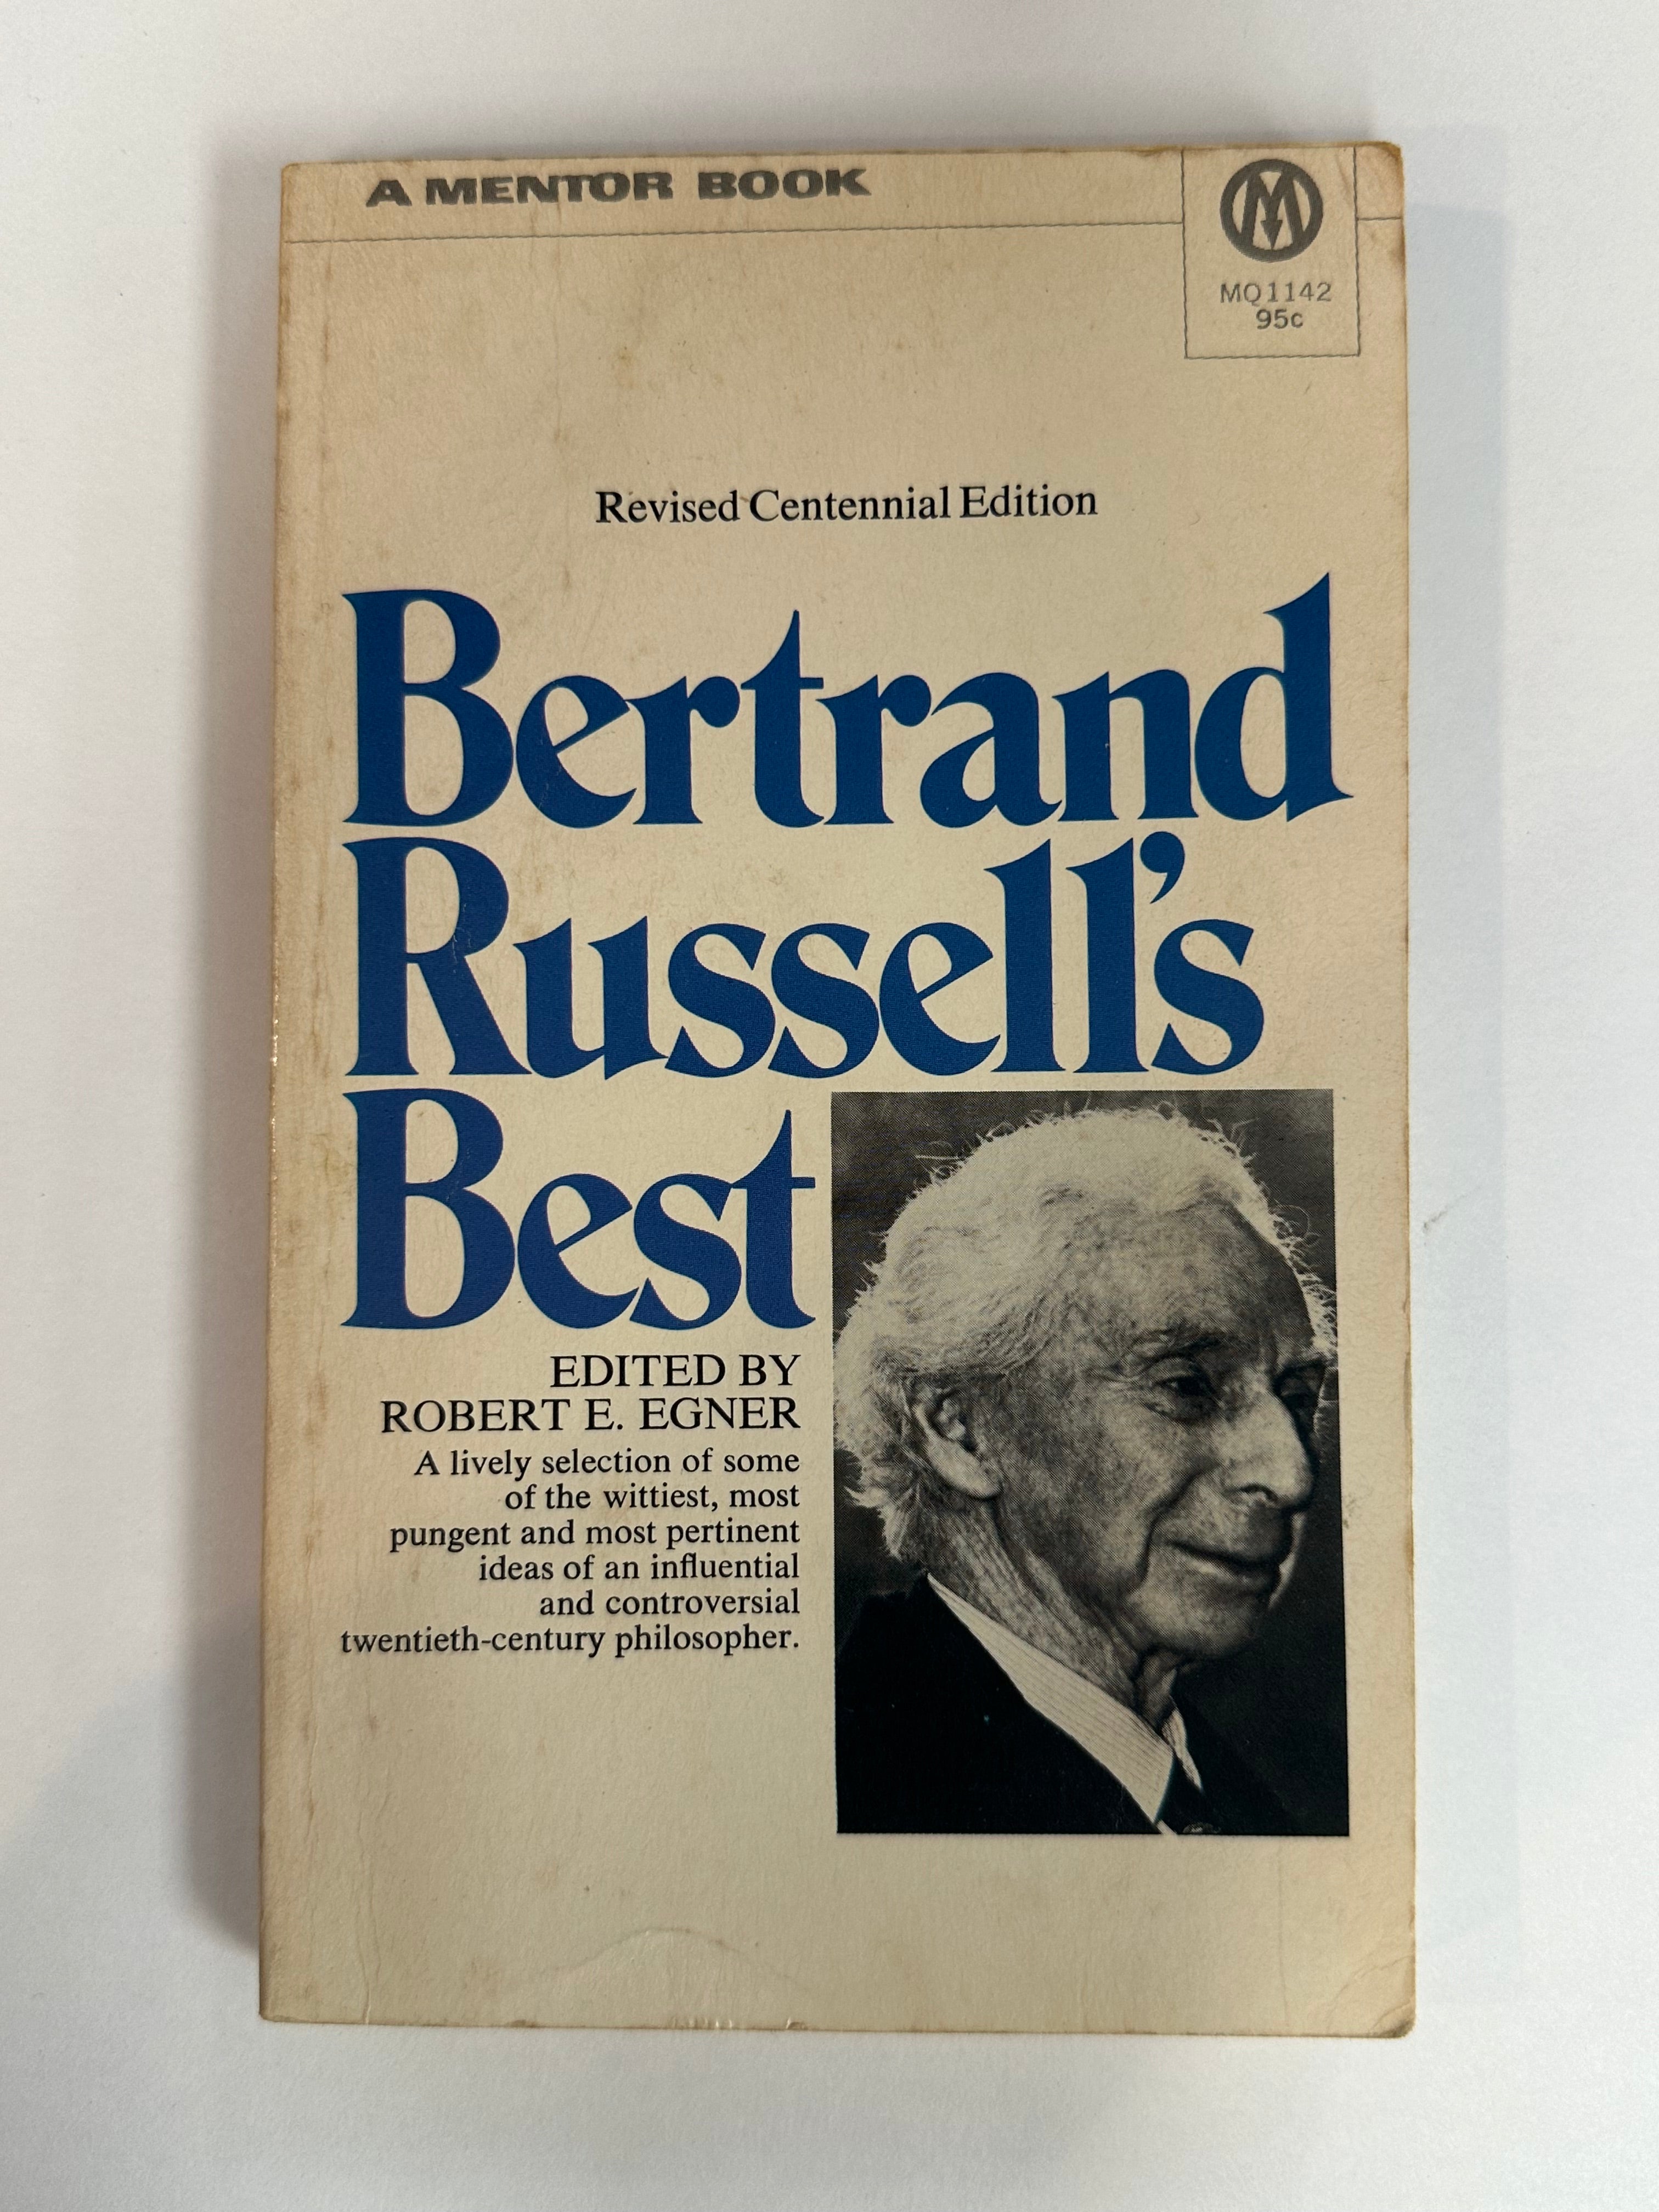 A MENTOR BOOK
M
MQ1142
95c
Revised Centennial Edition
Bertrand
Russell's
Best
EDITED BY
ROBERT E. EGNER
A lively selection of some
of the wittiest, most
pungent and most pertinent
ideas of an influential
and controversial
twentieth-century philosopher.